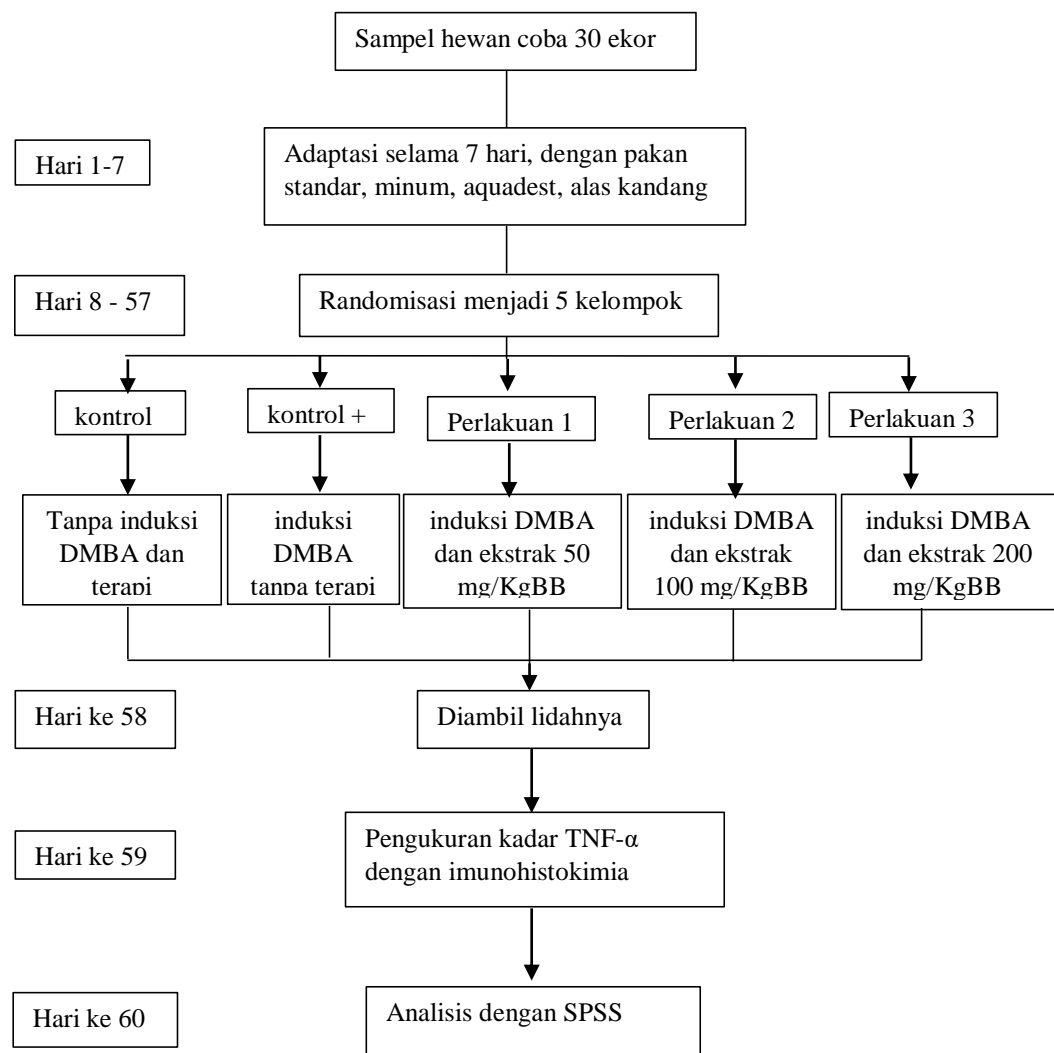 Sampel hewan coba 30 ekor
Hari 1-7
Adaptasi selama 7 hari, dengan pakan
standar, minum, aquadest, alas kandang
Hari 8 - 57
Randomisasi menjadi 5 kelompok
kontrol
kontrol +
Perlakuan 1
Perlakuan 2
Perlakuan 3
Tanpa induksi
DMBA dan
terapi
induksi
DMBA
tanpa terapi
induksi DMBA
dan ekstrak 50
mg/KgBB
induksi DMBA
dan ekstrak
100 mg/KgBB
induksi DMBA
dan ekstrak 200
mg/KgBB
Hari ke 58
Diambil lidahnya
Hari ke 59
Pengukuran kadar TNF-α
dengan imunohistokimia
Hari ke 60
Analisis dengan SPSS